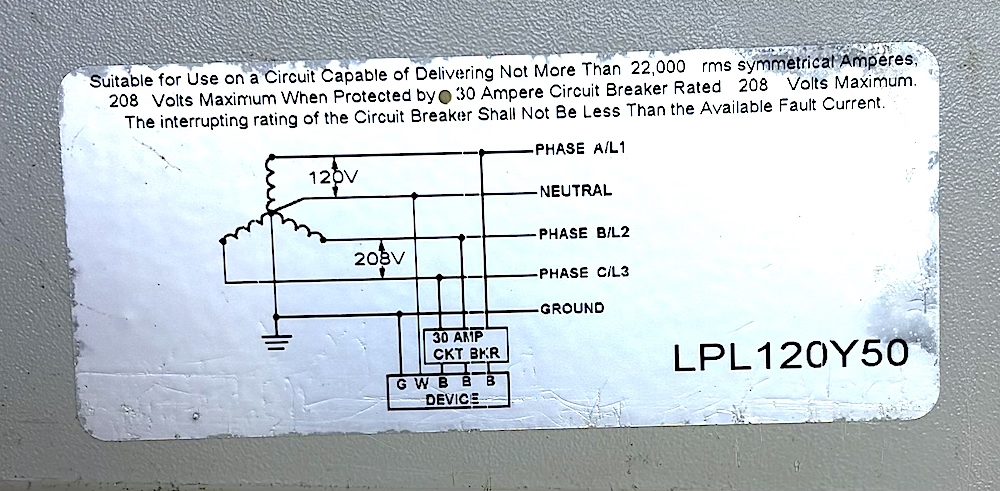 Suitable for Use on a Circuit Capable of Delivering Not More Than 22,000 rms symmetrical Amperes,
208 Volts Maximum When Protected by 30 Ampere Circuit Breaker Rated 208 Volts Maximum.
The interrupting rating of the Circuit Breaker Shall Not Be Less Than the Available Fault Current.
PHASE A/L1
120V
NEUTRAL
PHASE B/L2
208V
PHASE C/L3
GROUND
30 AMP
CKT BKR
LPL120Y50
G W B B B
DEVICE